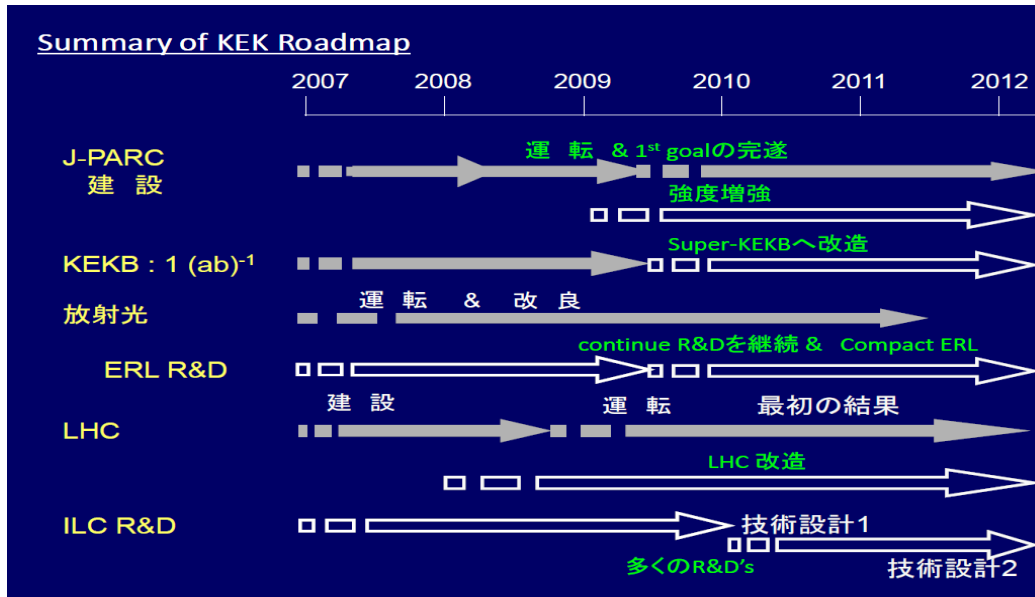 Summary of KEK Roadmap
2007 2008 2009 2010 2011 2012
J-PARC 運 転 & 1st goalの完遂
建 設
強度増強
KEKB : 1 (ab)-1 Super-KEKBへ改造
放射光 運 転 & 改 良
ERL R&D continue R&Dを継続 & Compact ERL
建 設 運 転 最初の結果
LHC
LHC 改造
ILC R&D 技術設計1
多くのR&D's 技術設計2